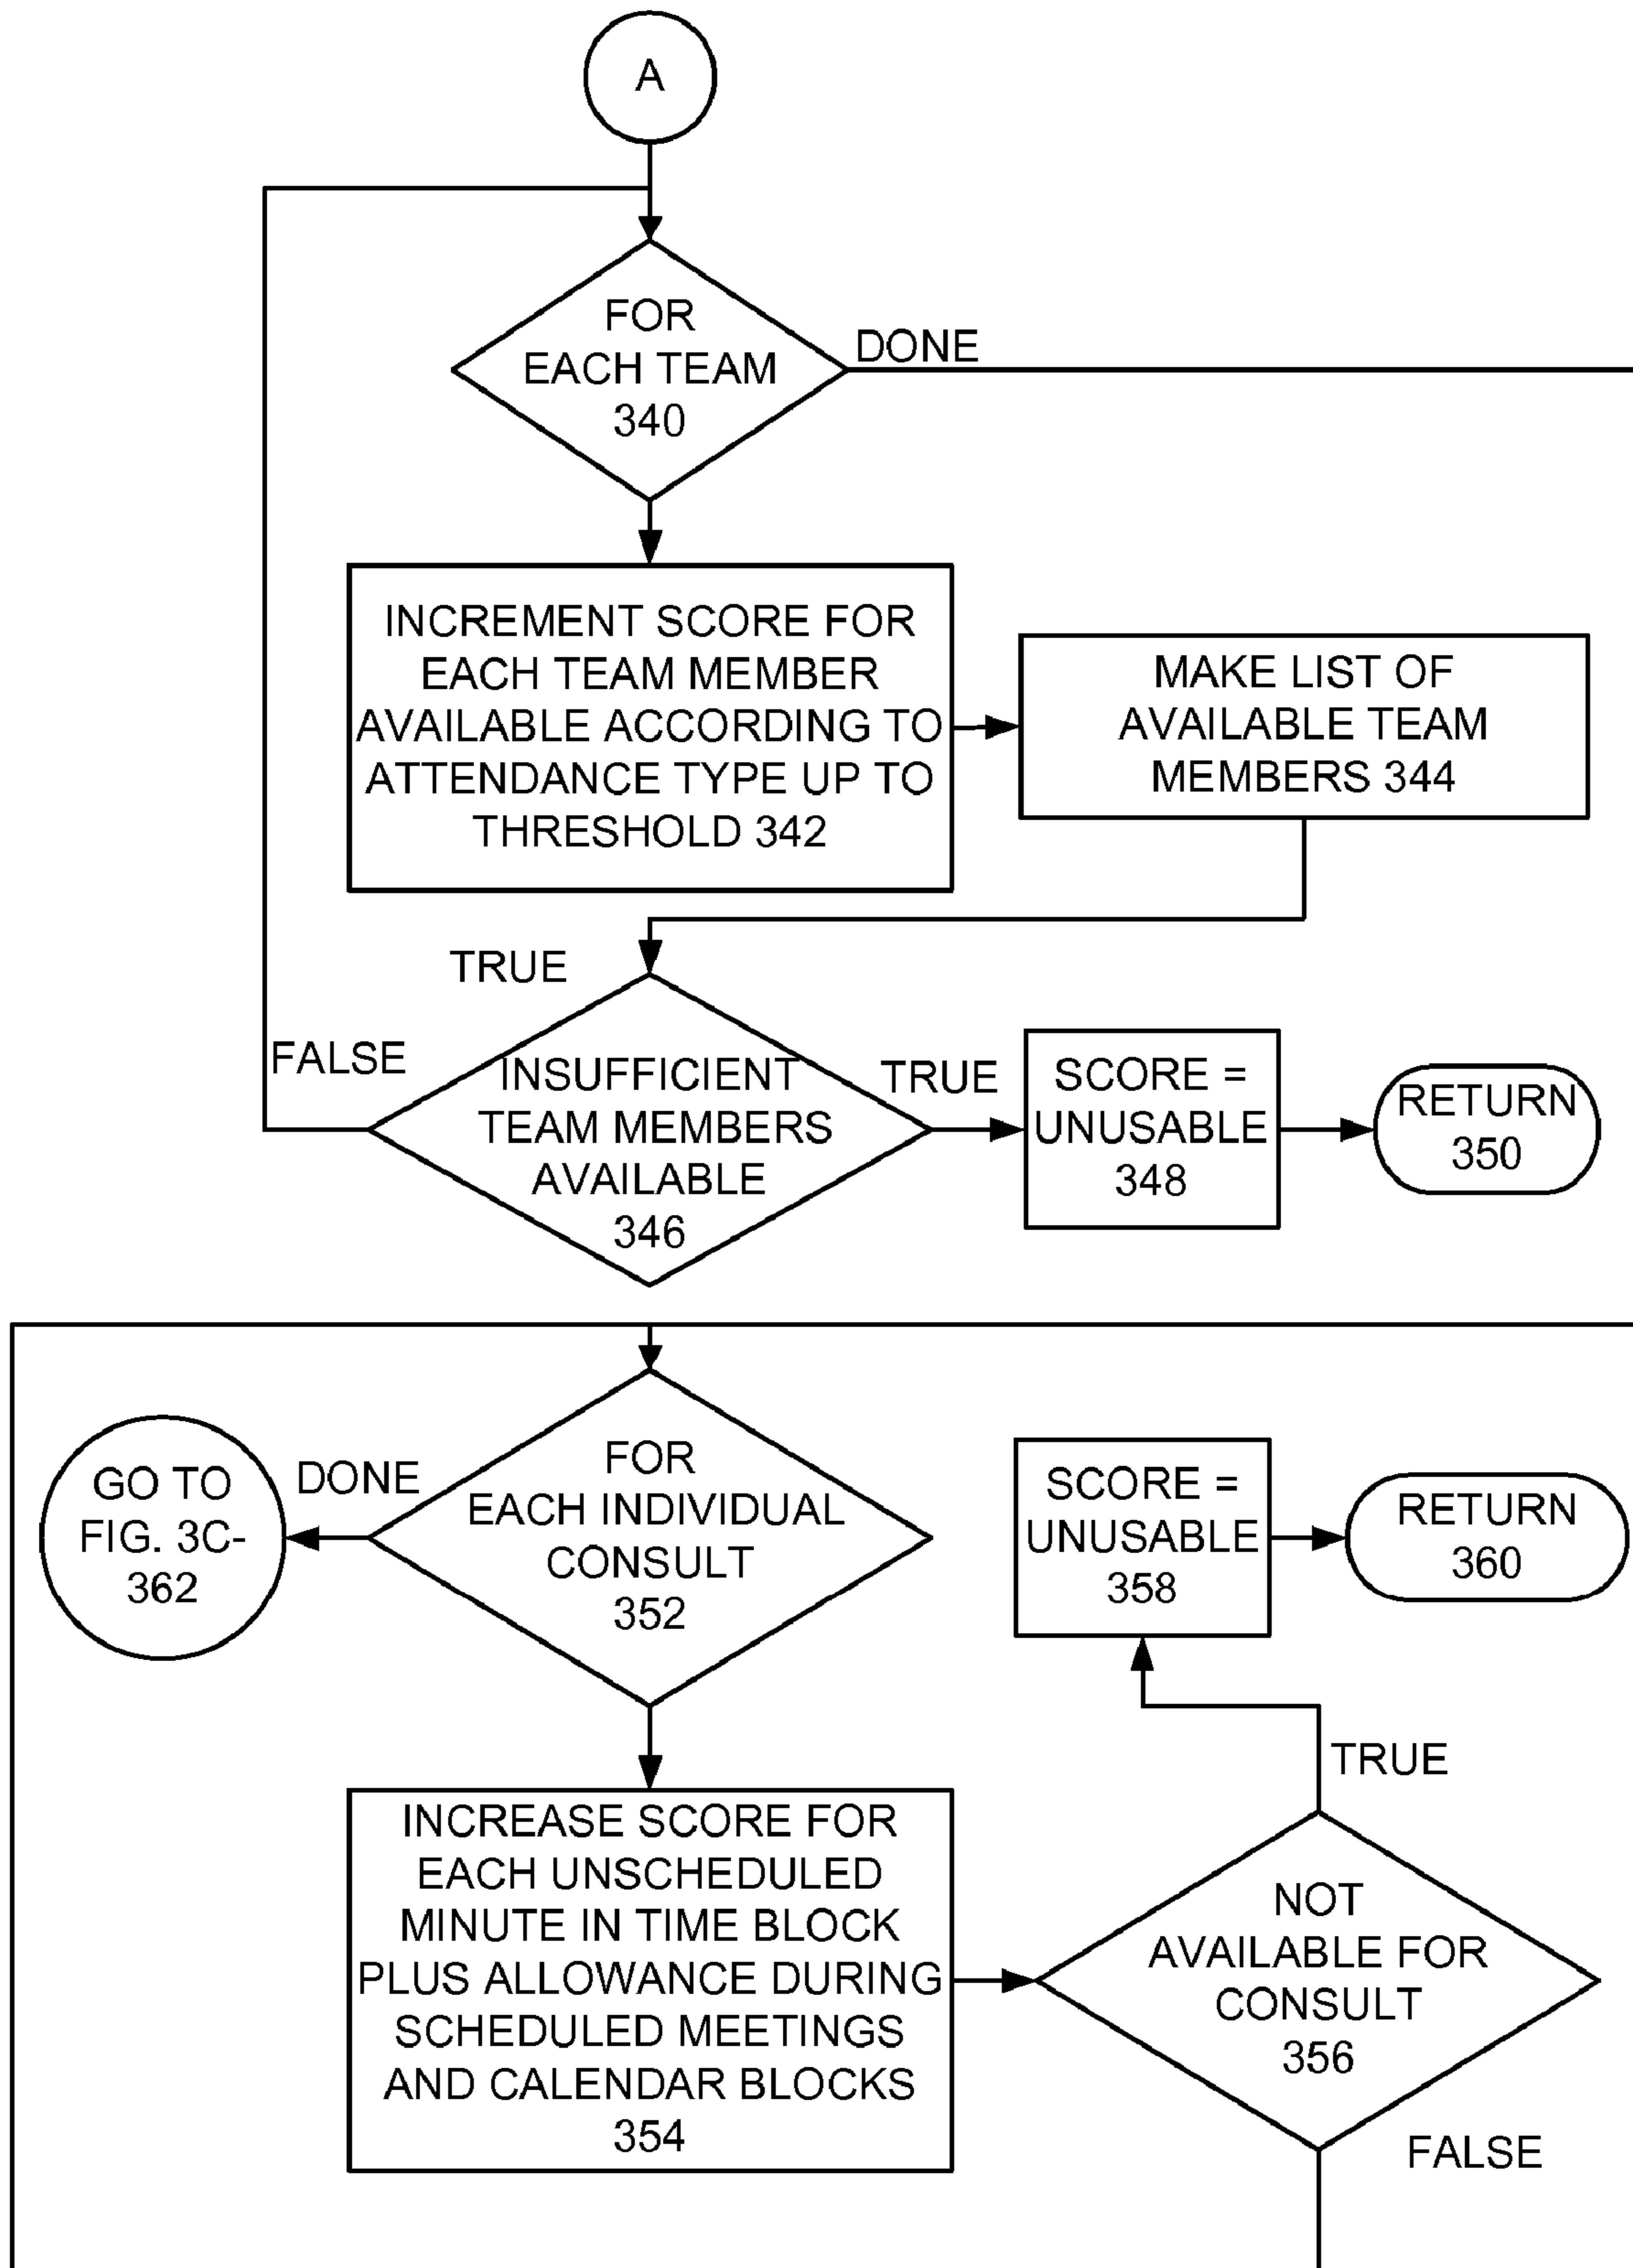 A
FOR
EACH TEAM
340
DONE
INCREMENT SCORE FOR
EACH TEAM MEMBER
AVAILABLE ACCORDING TO
ATTENDANCE TYPE UP TO
THRESHOLD 342
MAKE LIST OF
AVAILABLE TEAM
MEMBERS 344
TRUE
FALSE
INSUFFICIENT
TEAM MEMBERS
AVAILABLE
346
TRUE
SCORE =
UNUSABLE
348
RETURN
350
GO TO
FIG. 3C-
362
DONE
FOR
EACH INDIVIDUAL
CONSULT
352
SCORE =
UNUSABLE
358
RETURN
360
TRUE
INCREASE SCORE FOR
EACH UNSCHEDULED
MINUTE IN TIME BLOCK
PLUS ALLOWANCE DURING
SCHEDULED MEETINGS
AND CALENDAR BLOCKS
354
NOT
AVAILABLE FOR
CONSULT
356
FALSE